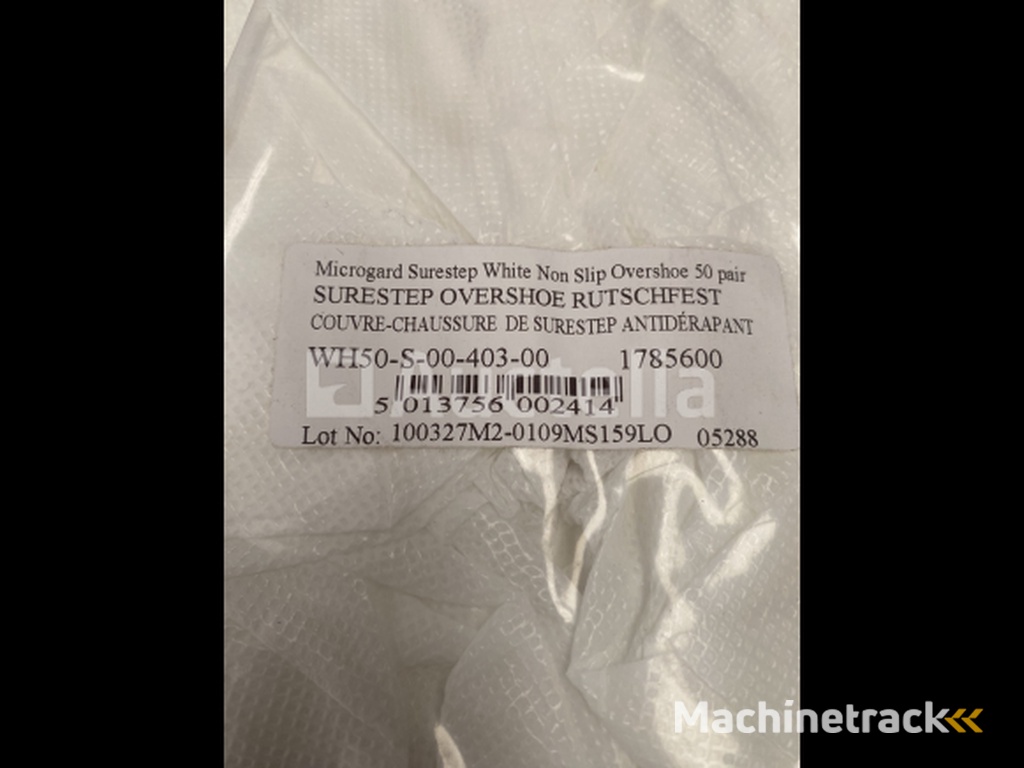 Microgard Surestep White Non Slip Overshoe 50 pair
SURESTEP OVERSHOE RUTSCHFEST
COUVRE-CHAUSSURE DE SURESTEP ANTIDÉRAPANT
WH50-S-00-403-00 1785600
5 013756 002414
Lot No: 100327M2-0109MS159LO 05288
Auctella
Machinetrack